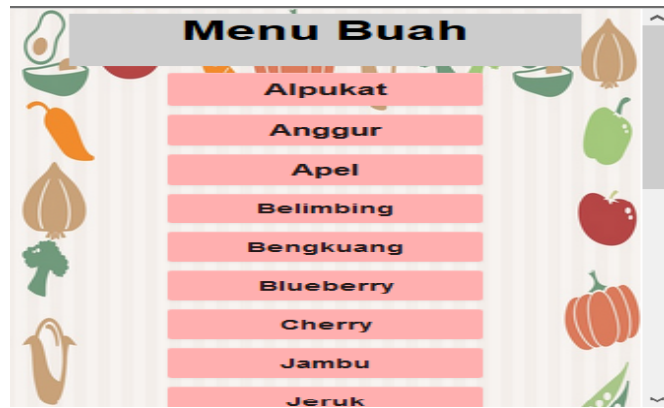 Menu Buah
Alpukat
Anggur
Apel
Belimbing
Bengkuang
Blueberry
Cherry
Jambu
Jeruk